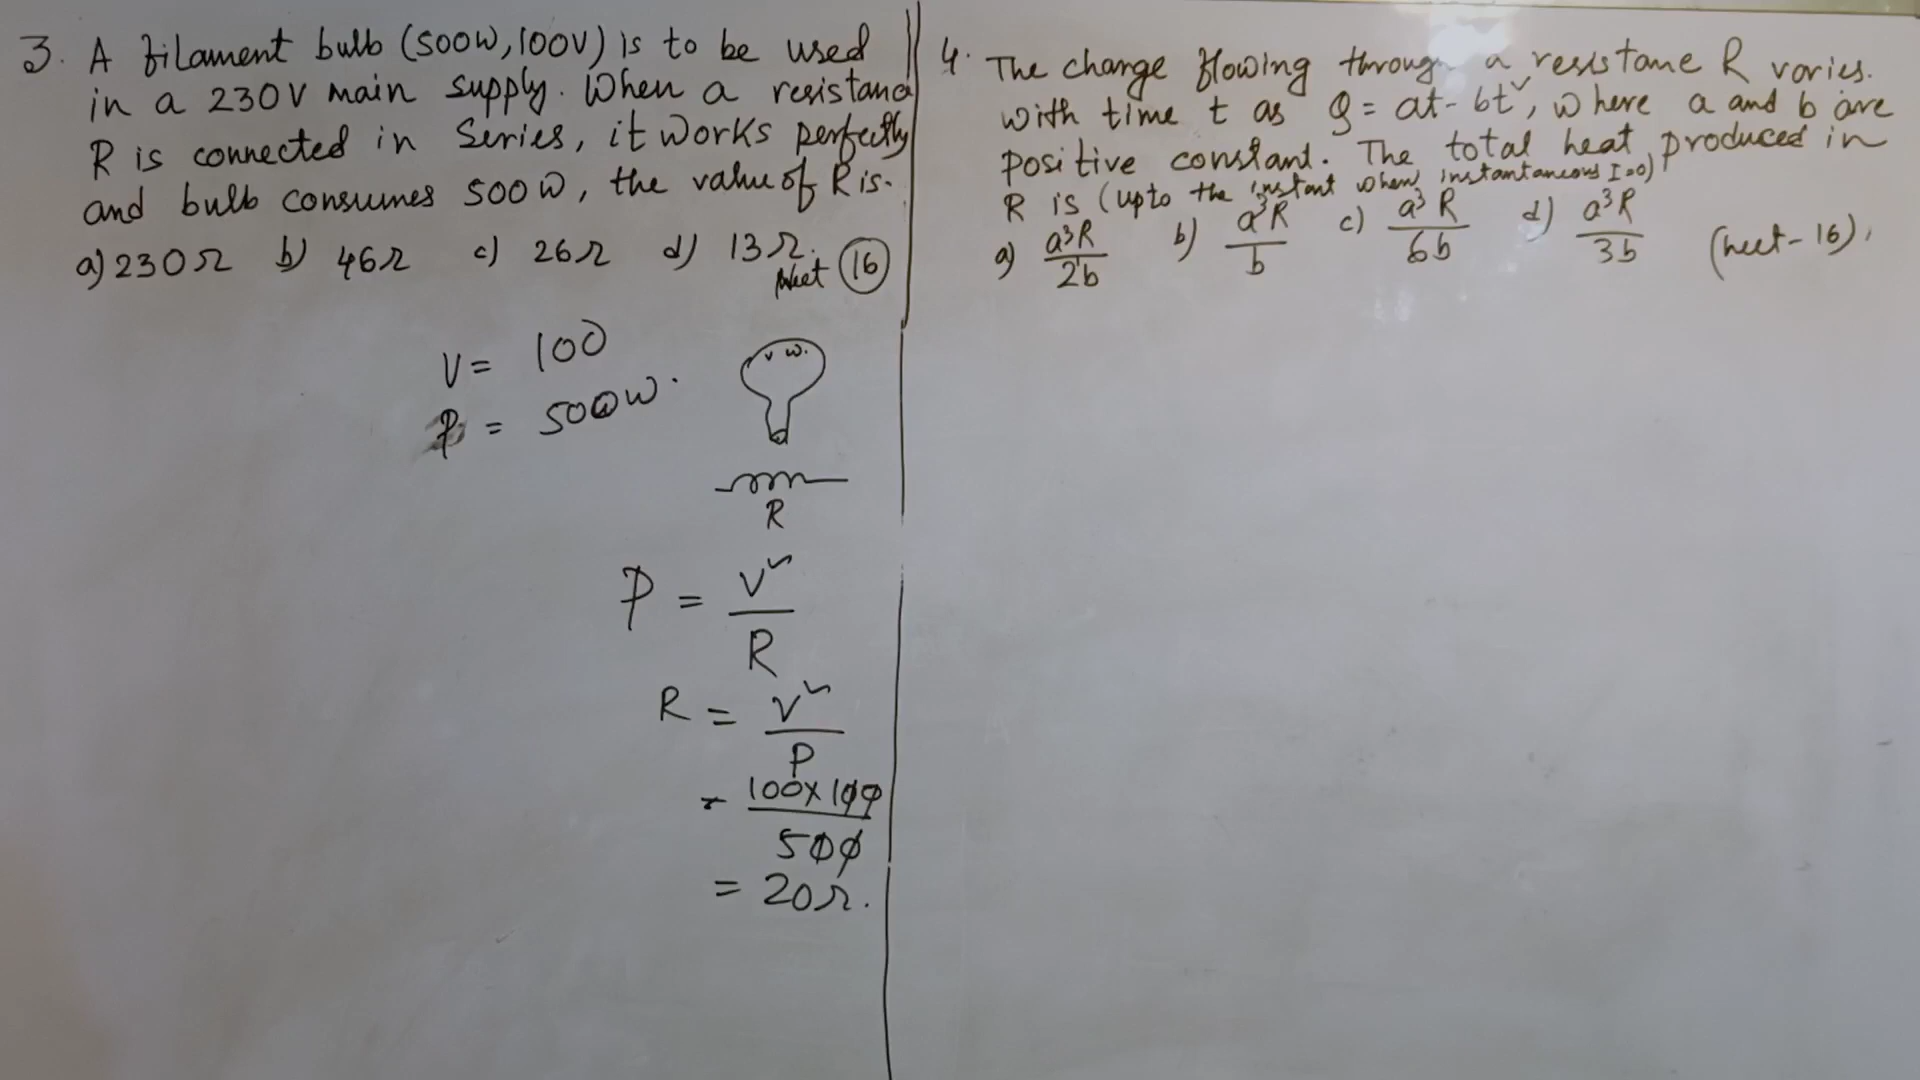 3. A filament bulb (500W, 100V) is to be used
in a 230V main supply. When a resistance
R is connected in Series, it works perfectly
and bulb consumes 500W, the value of R is.
a) 230Ω b) 46Ω c) 26Ω d) 13Ω.
Neet 16
V = 100
P = 500W.
V W.
R
P = V²
R
R = V²
P
= 100×100
500
= 20Ω.
4. The charge flowing through a resistance R varies.
with time t as Q = at - bt², where a and b are
positive constant. The total heat produced in
R is (upto the instant when instantaneous I=0)
a) a³R/2b b) a³R/b c) a³R/6b d) a³R/3b (neet-16).